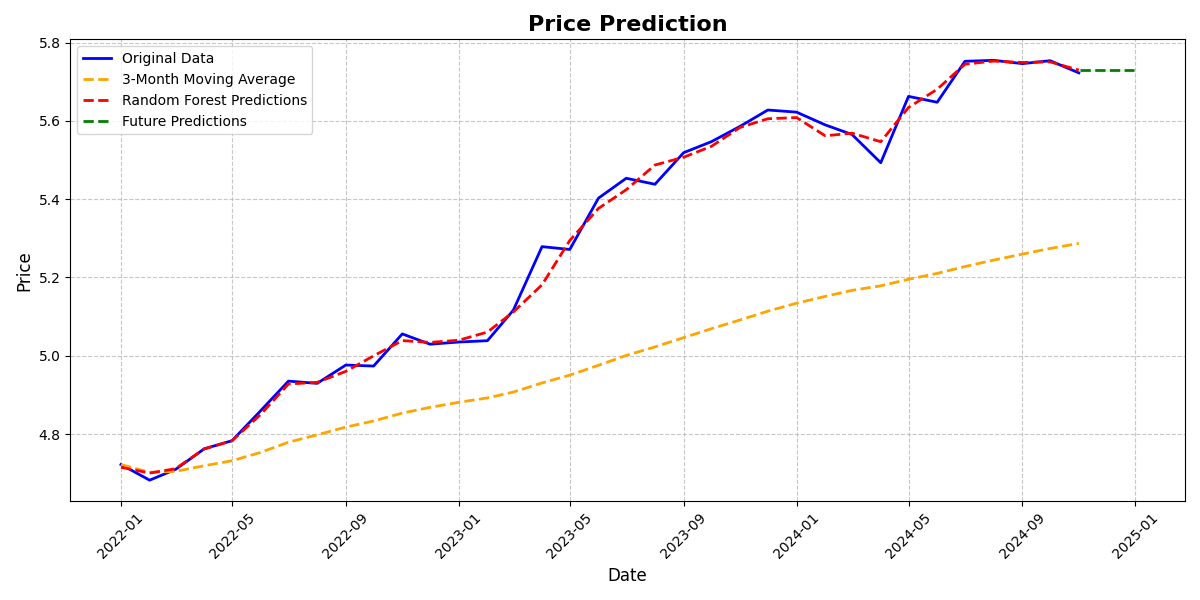 Price Prediction
Original Data
3-Month Moving Average
Random Forest Predictions
Future Predictions
Price
5.8
5.6
5.4
5.2
5.0
4.8
2022-01
2022-05
2022-09
2023-01
2023-05
2023-09
2024-01
2024-05
2024-09
2025-01
Date